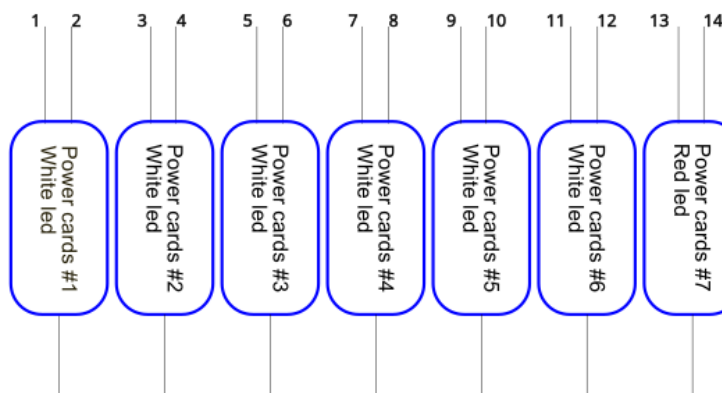 1 2 3 4 5 6 7 8 9 10 11 12 13 14
Power cards #1
White led
Power cards #2
White led
Power cards #3
White led
Power cards #4
White led
Power cards #5
White led
Power cards #6
White led
Power cards #7
Red led